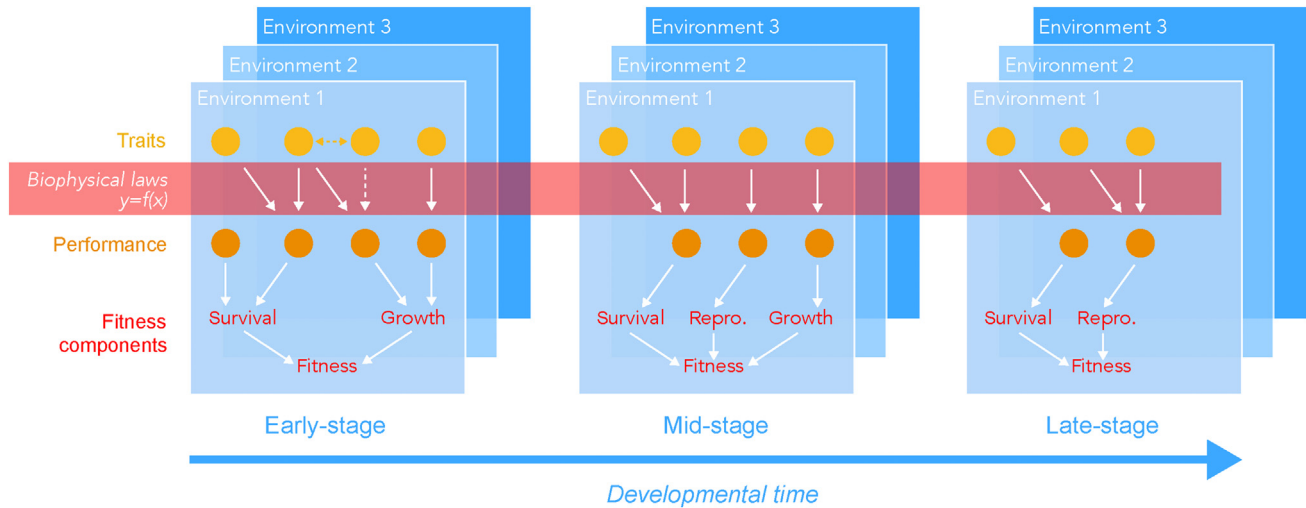 Environment 3
Environment 3
Environment 3
Environment 2
Environment 2
Environment 2
Environment 1
Environment 1
Environment 1
Traits
Biophysical laws
y=f(x)
Performance
Fitness
components
Survival
Growth
Fitness
Survival
Repro.
Growth
Fitness
Survival
Repro.
Fitness
Early-stage
Mid-stage
Late-stage
Developmental time